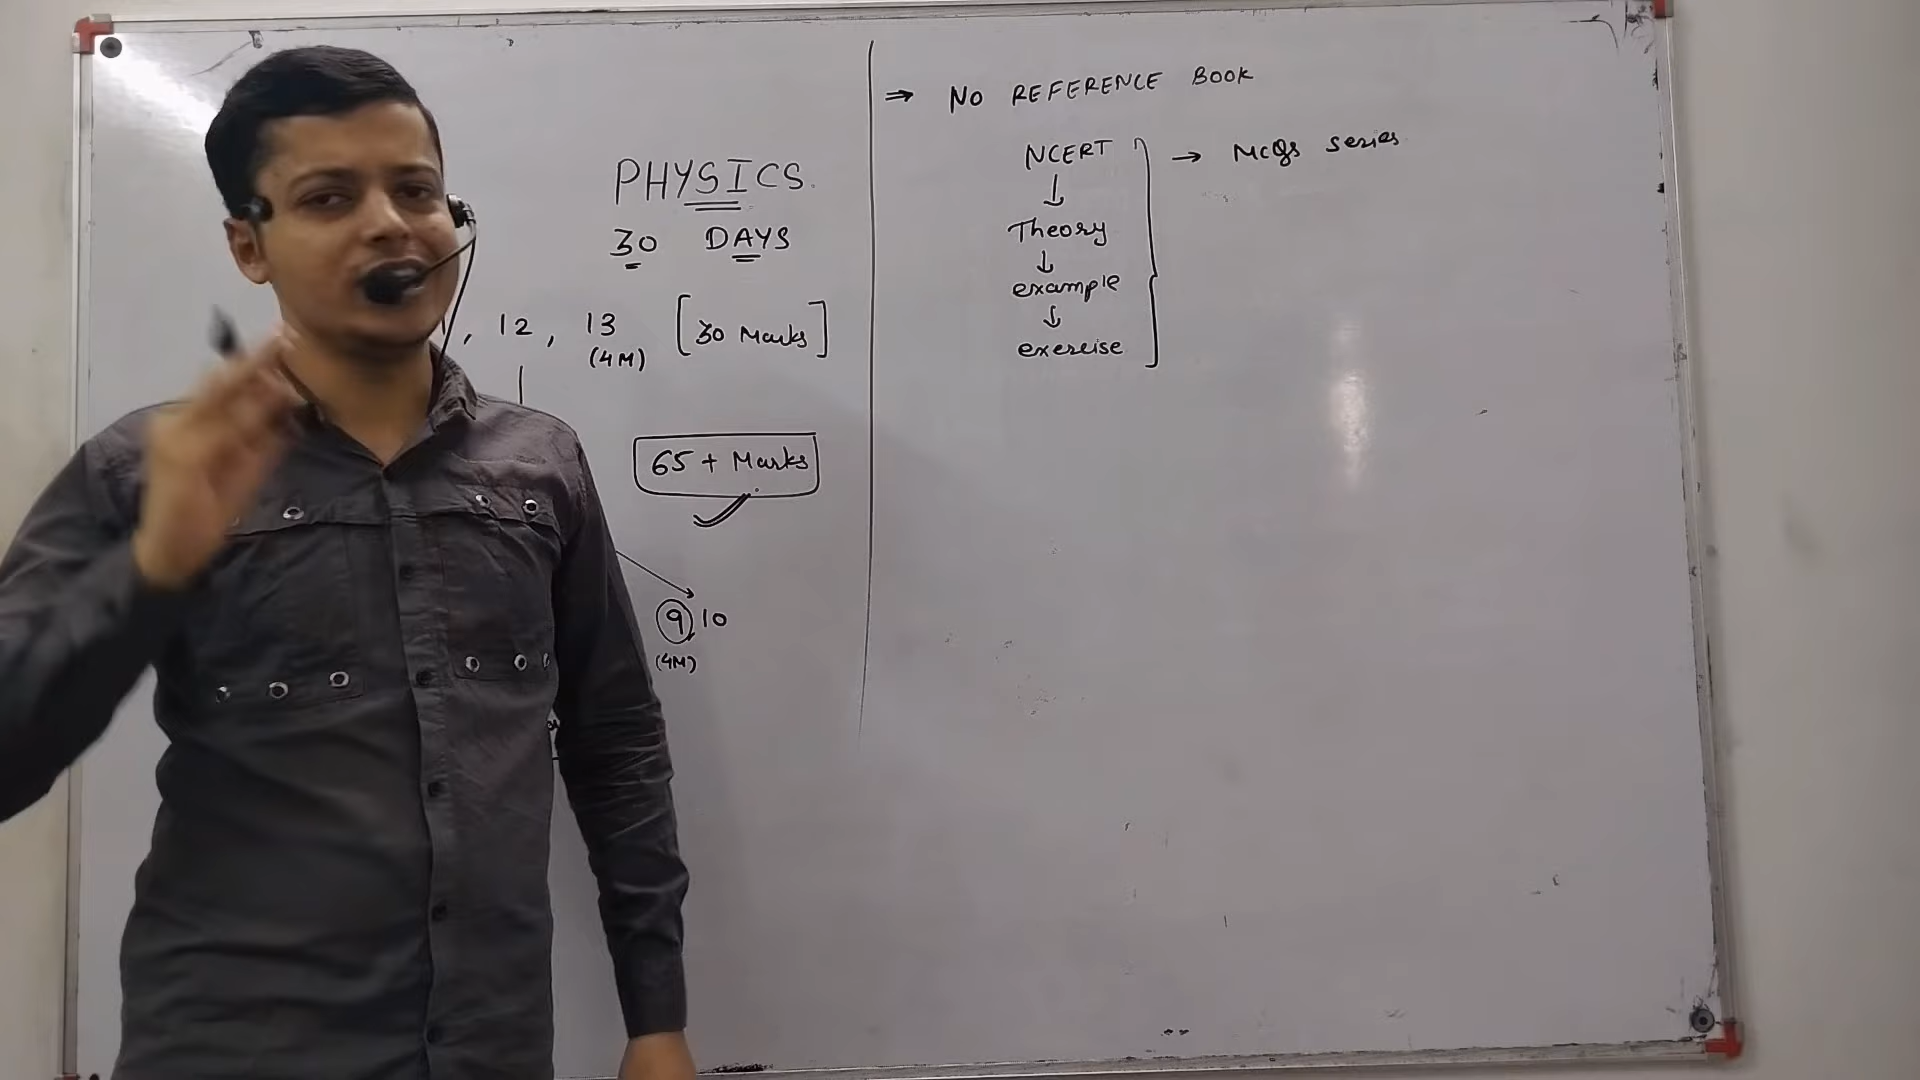 PHYSICS
30 DAYS
, 12 , 13 [30 Marks]
(4M)
65 + Marks
9 10
(4M)
⇒ NO REFERENCE BOOK
NCERT → MCQs series
↓
Theory
↓
example
↓
exercise